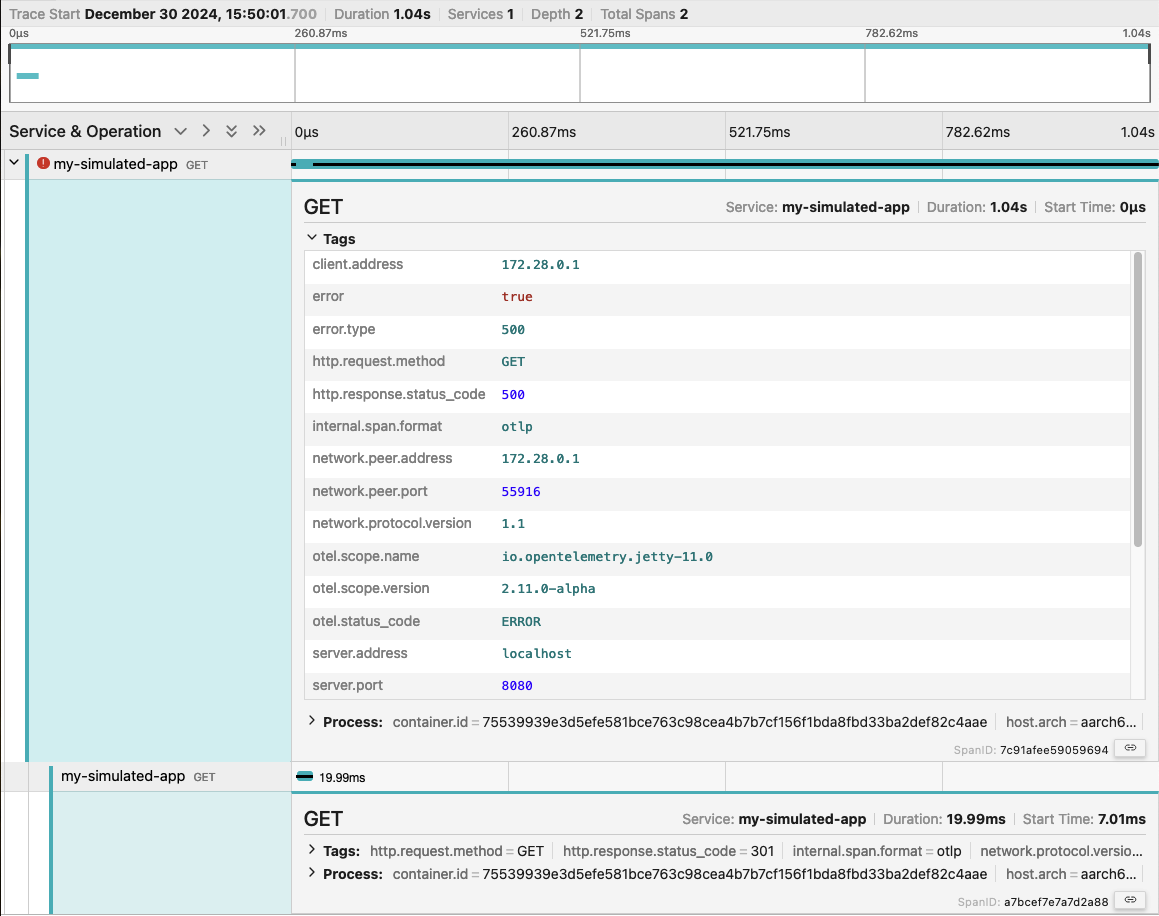 Trace Start December 30 2024, 15:50:01.700 Duration 1.04s Services 1 Depth 2 Total Spans 2
0μs 260.87ms 521.75ms 782.62ms 1.04s
Service & Operation 0μs 260.87ms 521.75ms 782.62ms 1.04s
my-simulated-app GET
GET Service: my-simulated-app Duration: 1.04s Start Time: 0μs
Tags
client.address 172.28.0.1
error true
error.type 500
http.request.method GET
http.response.status_code 500
internal.span.format otlp
network.peer.address 172.28.0.1
network.peer.port 55916
network.protocol.version 1.1
otel.scope.name io.opentelemetry.jetty-11.0
otel.scope.version 2.11.0-alpha
otel.status_code ERROR
server.address localhost
server.port 8080
Process: container.id = 75539939e3d5efe581bce763c98cea4b7b7cf156f1bda8fbd33ba2def82c4aae host.arch = aarch6...
SpanID: 7c91afee59059694
my-simulated-app GET 19.99ms
GET Service: my-simulated-app Duration: 19.99ms Start Time: 7.01ms
Tags: http.request.method = GET http.response.status_code = 301 internal.span.format = otlp network.protocol.versio...
Process: container.id = 75539939e3d5efe581bce763c98cea4b7b7cf156f1bda8fbd33ba2def82c4aae host.arch = aarch6...
SpanID: a7bcef7e7a7d2a88